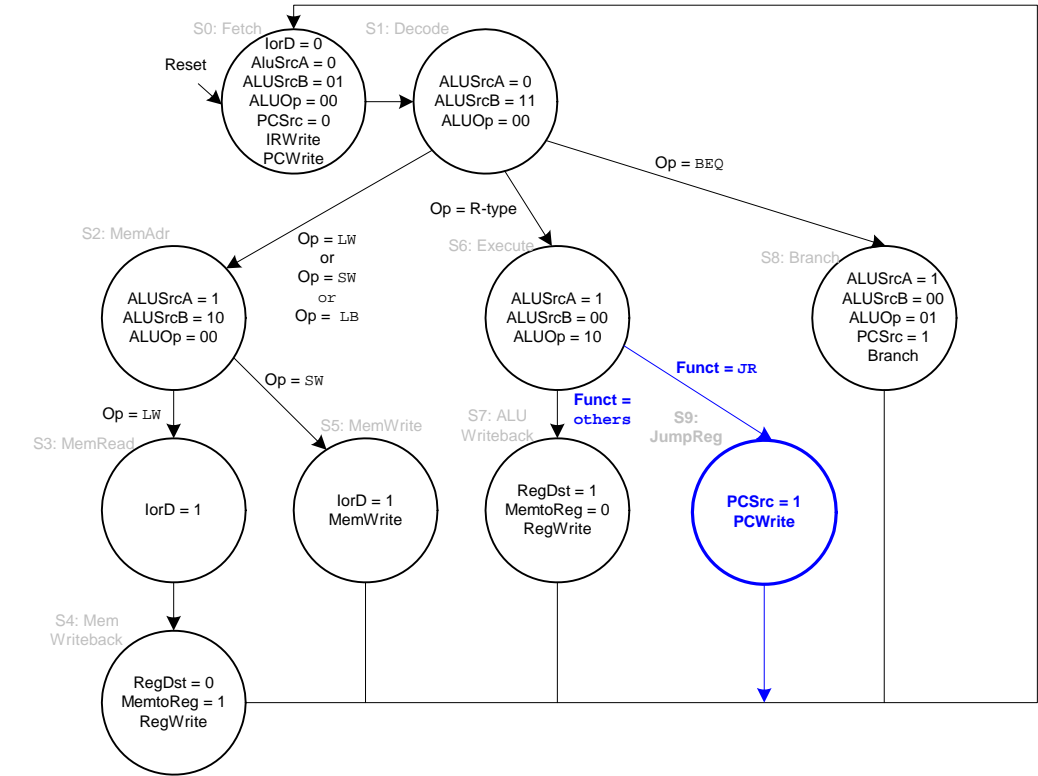 S0: Fetch
S1: Decode
Reset
IorD = 0
AluSrcA = 0
ALUSrcB = 01
ALUOp = 00
PCSrc = 0
IRWrite
PCWrite
ALUSrcA = 0
ALUSrcB = 11
ALUOp = 00
Op = BEQ
Op = R-type
S2: MemAdr
Op = LW
or
Op = SW
or
Op = LB
S6: Execute
S8: Branch
ALUSrcA = 1
ALUSrcB = 10
ALUOp = 00
ALUSrcA = 1
ALUSrcB = 00
ALUOp = 10
ALUSrcA = 1
ALUSrcB = 00
ALUOp = 01
PCSrc = 1
Branch
Op = SW
Funct = JR
Op = LW
Funct =
others
S3: MemRead
S5: MemWrite
S7: ALU
Writeback
S9:
JumpReg
IorD = 1
IorD = 1
MemWrite
RegDst = 1
MemtoReg = 0
RegWrite
PCSrc = 1
PCWrite
S4: Mem
Writeback
RegDst = 0
MemtoReg = 1
RegWrite